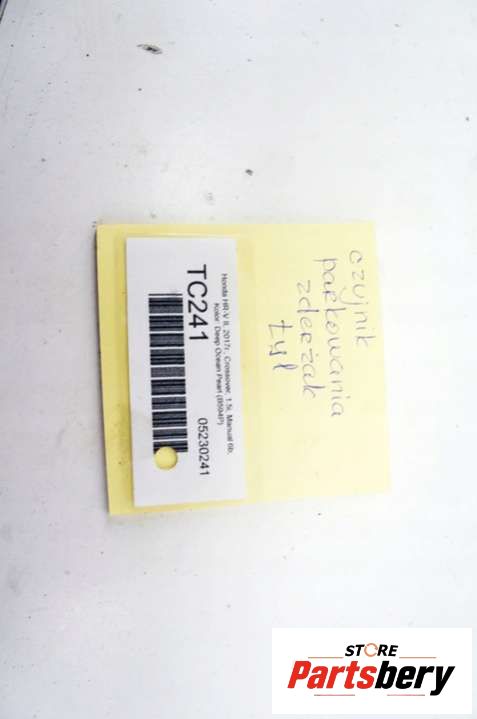 czujnik
parkowania
zderzak
tył
Honda HR-V II, 2017r., Crossover, 1.5i, Manual 6b,
Kolor: Deep Ocean Pearl (B594P)
TC241
05230241
STORE
Partsbery